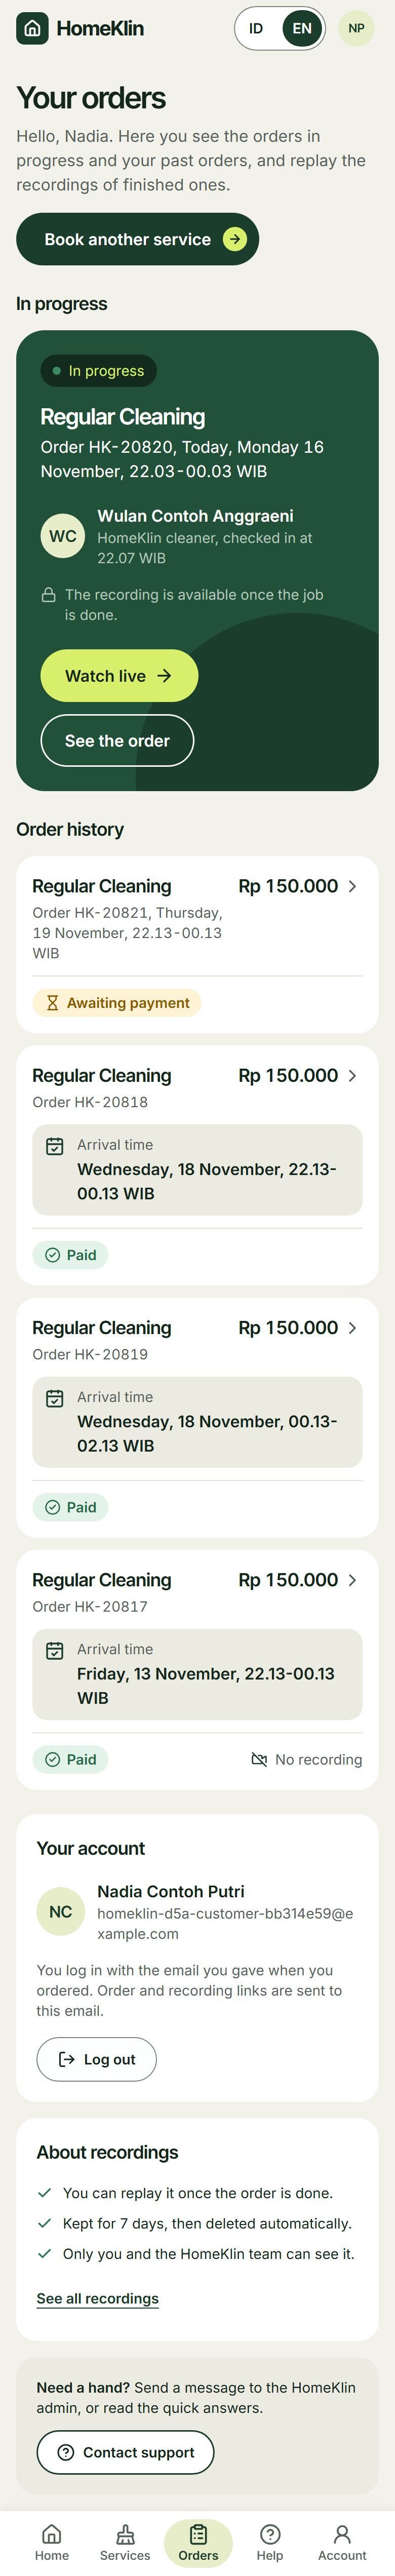 HomeKlin
ID EN NP
Your orders
Hello, Nadia. Here you see the orders in
progress and your past orders, and replay the
recordings of finished ones.
Book another service
In progress
In progress
Regular Cleaning
Order HK-20820, Today, Monday 16
November, 22.03-00.03 WIB
WC
Wulan Contoh Anggraeni
HomeKlin cleaner, checked in at
22.07 WIB
The recording is available once the job
is done.
Watch live
See the order
Order history
Regular Cleaning Rp 150.000
Order HK-20821, Thursday,
19 November, 22.13-00.13
WIB
Awaiting payment
Regular Cleaning Rp 150.000
Order HK-20818
Arrival time
Wednesday, 18 November, 22.13-
00.13 WIB
Paid
Regular Cleaning Rp 150.000
Order HK-20819
Arrival time
Wednesday, 18 November, 00.13-
02.13 WIB
Paid
Regular Cleaning Rp 150.000
Order HK-20817
Arrival time
Friday, 13 November, 22.13-00.13
WIB
Paid No recording
Your account
NC
Nadia Contoh Putri
homeklin-d5a-customer-bb314e59@e
xample.com
You log in with the email you gave when you
ordered. Order and recording links are sent to
this email.
Log out
About recordings
You can replay it once the order is done.
Kept for 7 days, then deleted automatically.
Only you and the HomeKlin team can see it.
See all recordings
Need a hand? Send a message to the HomeKlin
admin, or read the quick answers.
Contact support
Home Services Orders Help Account